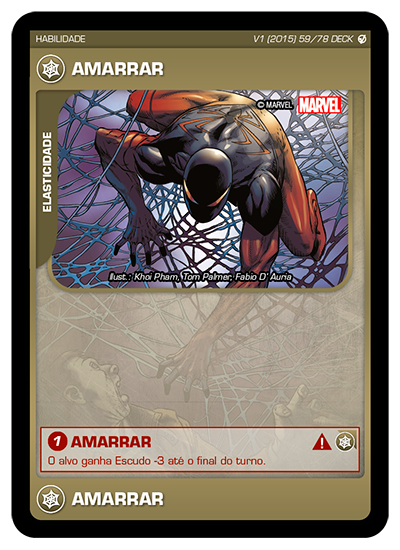 HABILIDADE
V1 (2015) 59/78 DECK
AMARRAR
ELASTICIDADE
© MARVEL MARVEL
Ilust.: Khoi Pham, Tom Palmer, Fabio D' Auria
1 AMARRAR
O alvo ganha Escudo -3 até o final do turno.
AMARRAR